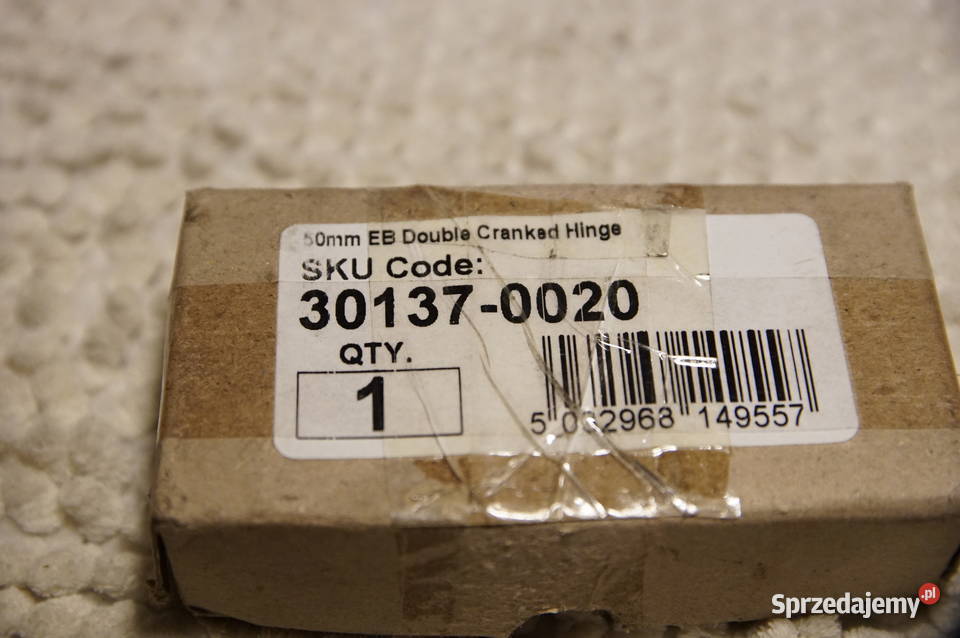 50mm EB Double Cranked Hinge
SKU Code:
30137-0020
QTY.
1
5 032968 149557
Sprzedajemy.pl